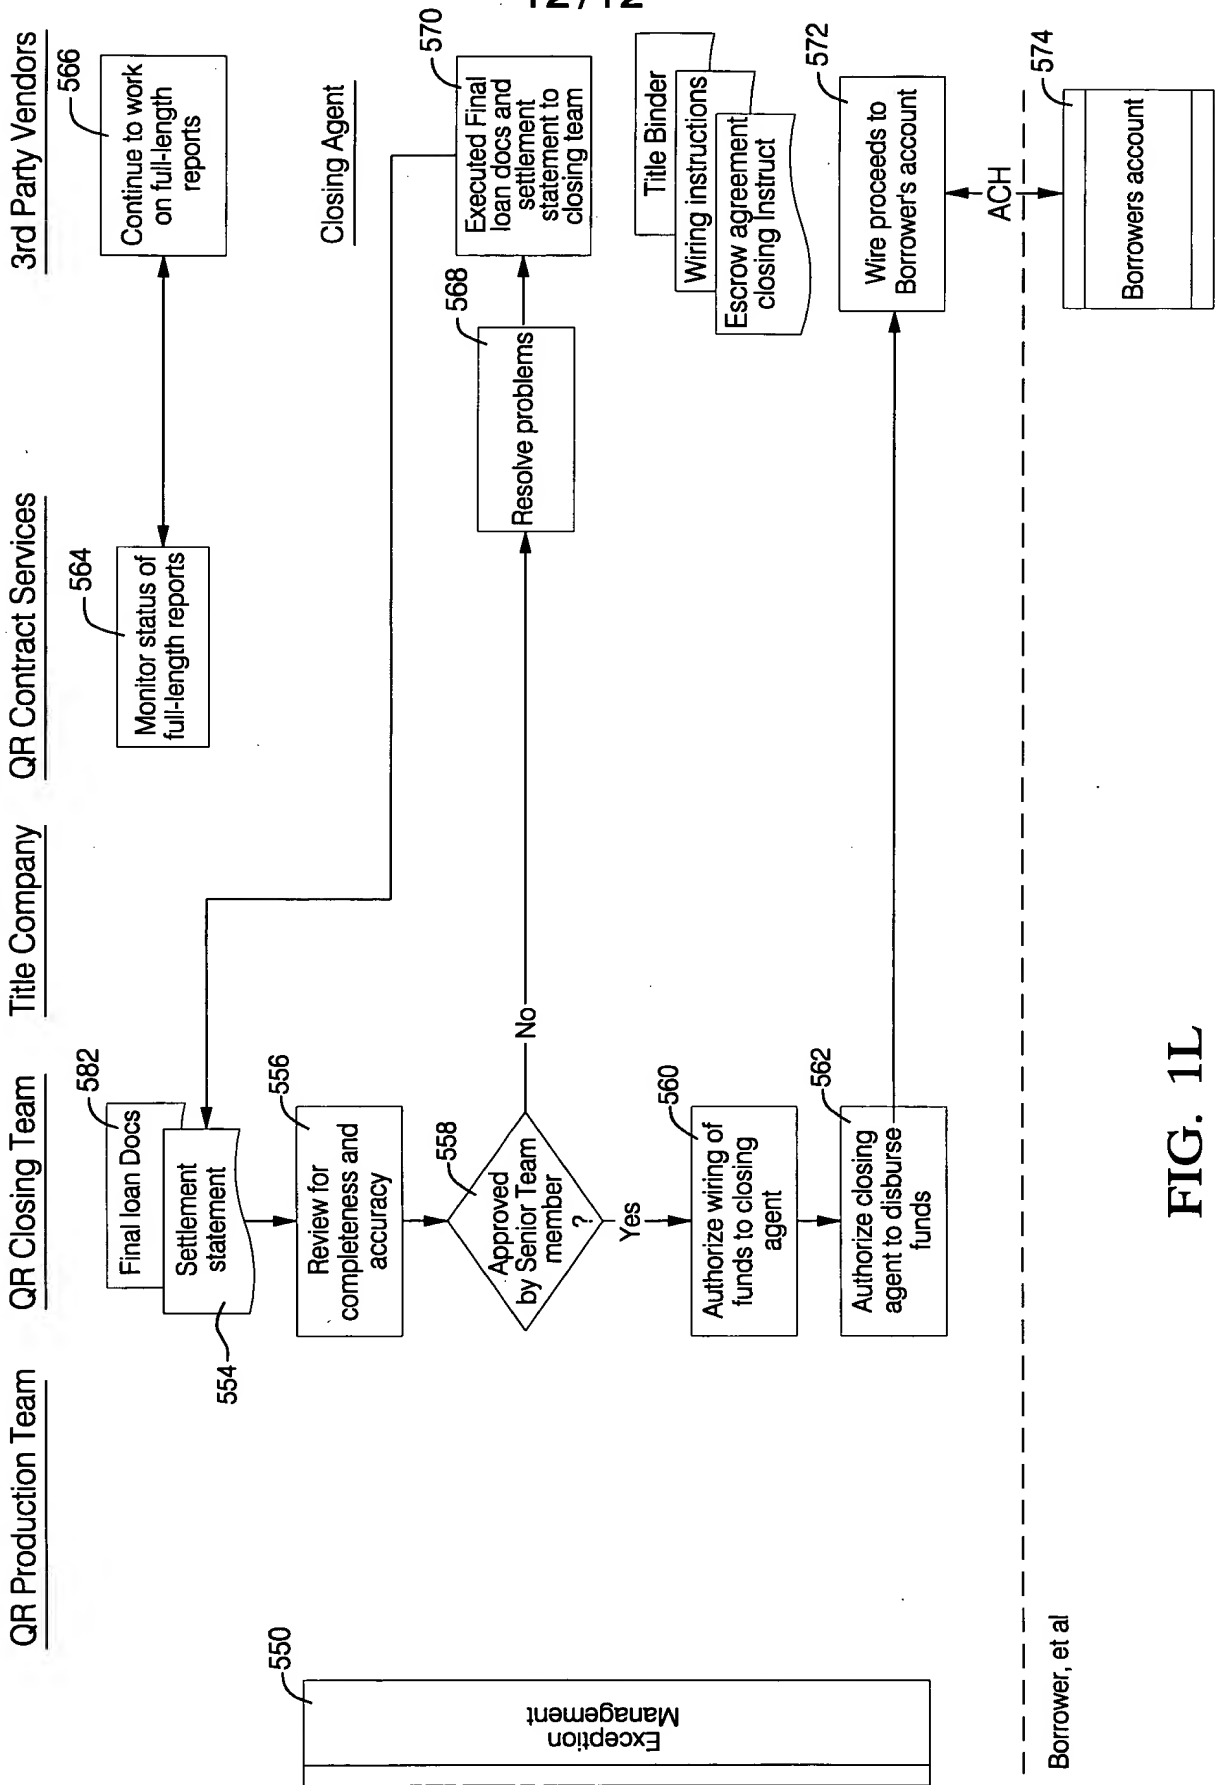 12/12
QR Production Team
QR Closing Team
Title Company
QR Contract Services
3rd Party Vendors
582
Final loan Docs
Settlement
statement
554
556
Review for
completeness and
accuracy
558
Approved
by Senior Team
member
?
No
Yes
560
Authorize wiring of
funds to closing
agent
562
Authorize closing
agent to disburse
funds
564
Monitor status of
full-length reports
566
Continue to work
on full-length
reports
Closing Agent
568
Resolve problems
570
Executed Final
loan docs and
settlement
statement to
closing team
Title Binder
Wiring instructions
Escrow agreement
closing Instruct
572
Wire proceeds to
Borrower's account
ACH
574
Borrowers account
550
Exception
Management
Borrower, et al
FIG. 1L